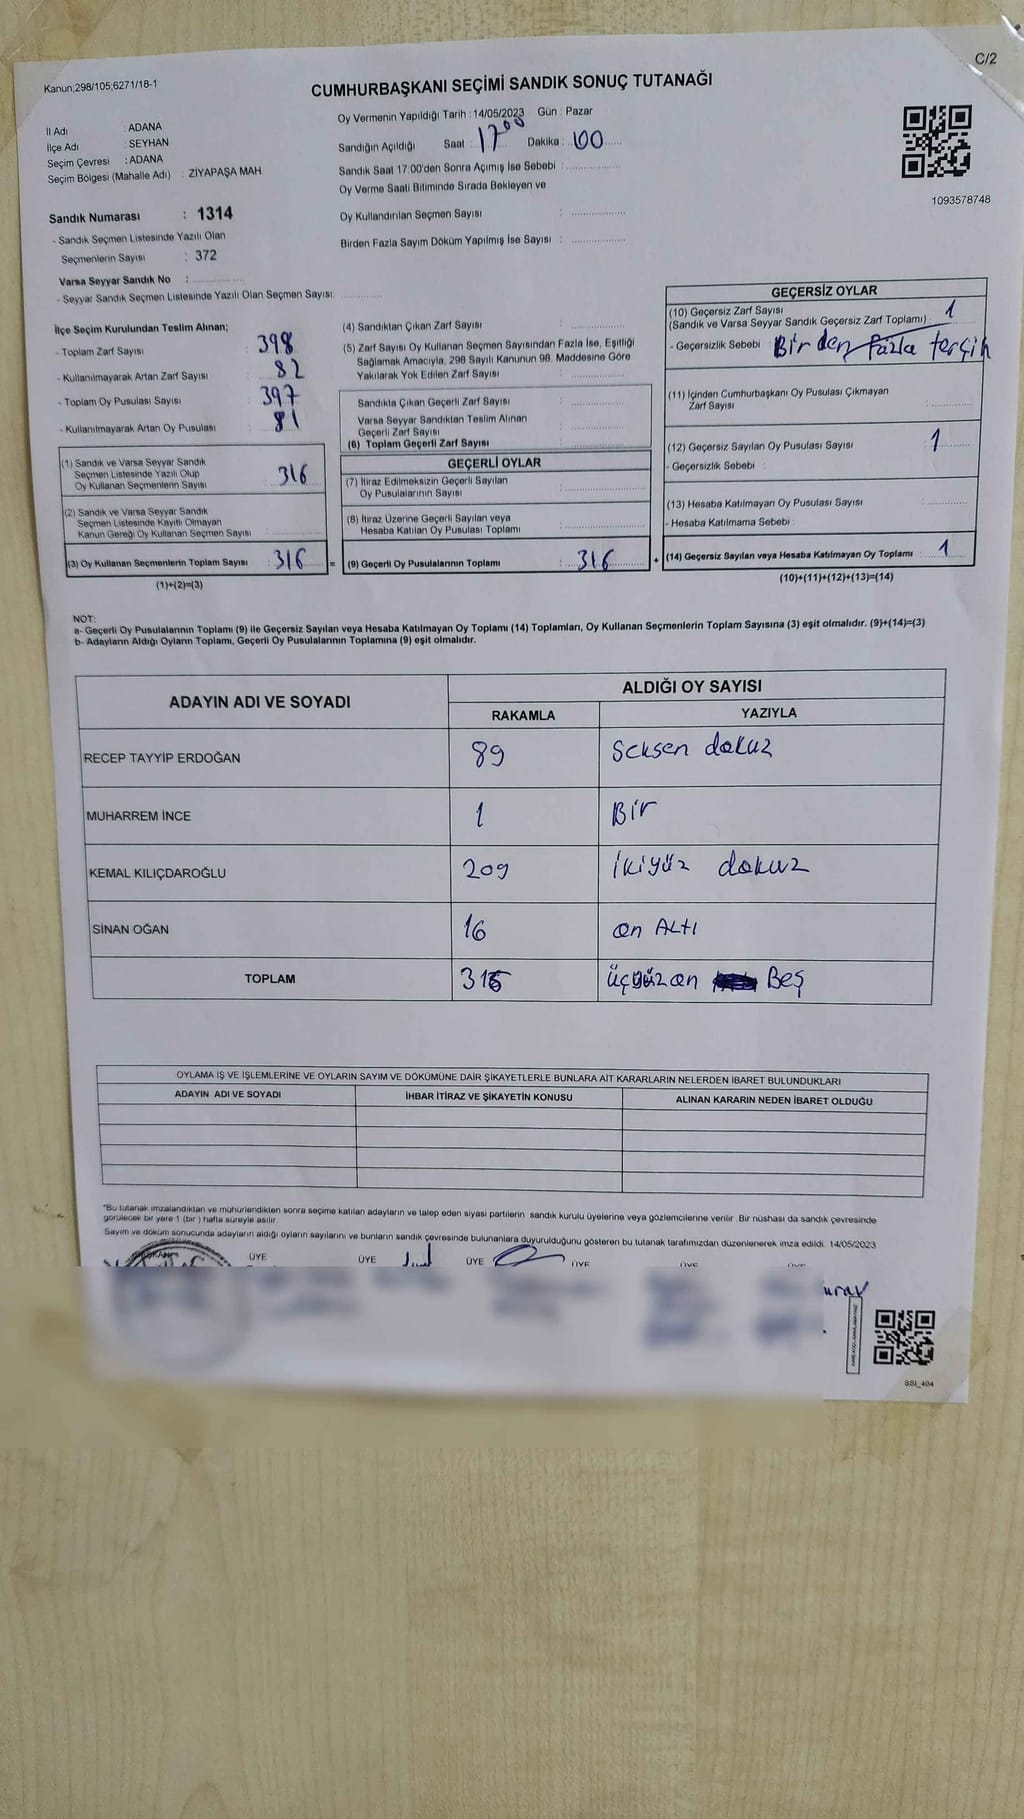 C/2
Kanun;298/105;6271/18-1
CUMHURBAŞKANI SEÇİMİ SANDIK SONUÇ TUTANAĞI
İl Adı : ADANA
İlçe Adı : SEYHAN
Seçim Çevresi : ADANA
Seçim Bölgesi (Mahalle Adı) : ZİYAPAŞA MAH.
Sandık Numarası : 1314
- Sandık Seçmen Listesinde Yazılı Olan
Seçmenlerin Sayısı : 372
Varsa Seyyar Sandık No :
- Seyyar Sandık Seçmen Listesinde Yazılı Olan Seçmen Sayısı:
Oy Vermenin Yapıldığı Tarih : 14/05/2023 Gün : Pazar
Sandığın Açıldığı Saat : 17 00 Dakika : 00
Sandık Saat 17:00'den Sonra Açımış İse Sebebi :
Oy Verme Saati Bitiminde Sırada Bekleyen ve
Oy Kullandırılan Seçmen Sayısı :
Birden Fazla Sayım Döküm Yapılmış İse Sayısı :
1093578748
İlçe Seçim Kurulundan Teslim Alınan;
- Toplam Zarf Sayısı : 398
- Kullanılmayarak Artan Zarf Sayısı : 82
- Toplam Oy Pusulası Sayısı : 397
- Kullanılmayarak Artan Oy Pusulası : 81
(1) Sandık ve Varsa Seyyar Sandık
Seçmen Listesinde Yazılı Olup
Oy Kullanan Seçmenlerin Sayısı 316
(2) Sandık ve Varsa Seyyar Sandık
Seçmen Listesinde Kayıtlı Olmayan
Kanun Gereği Oy Kullanan Seçmen Sayısı :
(3) Oy Kullanan Seçmenlerin Toplam Sayısı : 316 =
(1)+(2)=(3)
(4) Sandıktan Çıkan Zarf Sayısı :
(5) Zarf Sayısı Oy Kullanan Seçmen Sayısından Fazla İse, Eşitliği
Sağlamak Amacıyla, 298 Sayılı Kanunun 98. Maddesine Göre
Yakılarak Yok Edilen Zarf Sayısı :
Sandıkta Çıkan Geçerli Zarf Sayısı :
Varsa Seyyar Sandıktan Teslim Alınan
Geçerli Zarf Sayısı :
(6) Toplam Geçerli Zarf Sayısı :
GEÇERLİ OYLAR
(7) İtiraz Edilmeksizin Geçerli Sayılan
Oy Pusulalarının Sayısı :
(8) İtiraz Üzerine Geçerli Sayılan veya
Hesaba Katılan Oy Pusulası Toplamı :
(9) Geçerli Oy Pusulalarının Toplamı : 316 +
GEÇERSİZ OYLAR
(10) Geçersiz Zarf Sayısı
(Sandık ve Varsa Seyyar Sandık Geçersiz Zarf Toplamı) : 1
- Geçersizlik Sebebi : Birden fazla terçih
(11) İçinden Cumhurbaşkanı Oy Pusulası Çıkmayan
Zarf Sayısı :
(12) Geçersiz Sayılan Oy Pusulası Sayısı : 1
- Geçersizlik Sebebi :
(13) Hesaba Katılmayan Oy Pusulası Sayısı :
- Hesaba Katılmama Sebebi :
(14) Geçersiz Sayılan veya Hesaba Katılmayan Oy Toplamı : 1
(10)+(11)+(12)+(13)=(14)
NOT:
a- Geçerli Oy Pusulalarının Toplamı (9) ile Geçersiz Sayılan veya Hesaba Katılmayan Oy Toplamı (14) Toplamları, Oy Kullanan Seçmenlerin Toplam Sayısına (3) eşit olmalıdır. (9)+(14)=(3)
b- Adayların Aldığı Oyların Toplamı, Geçerli Oy Pusulalarının Toplamına (9) eşit olmalıdır.
ADAYIN ADI VE SOYADI ALDIĞI OY SAYISI
RAKAMLA YAZIYLA
RECEP TAYYİP ERDOĞAN 89 Seksen dokuz
MUHARREM İNCE 1 Bir
KEMAL KILIÇDAROĞLU 209 ikiyüz dokuz
SİNAN OĞAN 16 on Altı
TOPLAM 315 üçyüzon Beş
OYLAMA İŞ VE İŞLEMLERİNE VE OYLARIN SAYIM VE DÖKÜMÜNE DAİR ŞİKAYETLERLE BUNLARA AİT KARARLARIN NELERDEN İBARET BULUNDUKLARI
ADAYIN ADI VE SOYADI İHBAR İTİRAZ VE ŞİKAYETİN KONUSU ALINAN KARARIN NEDEN İBARET OLDUĞU
*Bu tutanak imzalandıktan ve mühürlendikten sonra seçime katılan adayların ve talep eden siyasi partilerin sandık kurulu üyelerine veya gözlemcilerine verilir. Bir nüshası da sandık çevresinde
görülecek bir yere 1 (bir ) hafta süreyle asılır.
Sayım ve döküm sonucunda adayların aldığı oyların sayılarını ve bunların sandık çevresinde bulunanlara duyurulduğunu gösteren bu tutanak tarafımızdan düzenlenerek imza edildi. 14/05/2023
ÜYE ÜYE ÜYE ÜYE ÜYE ÜYE
SSI_404